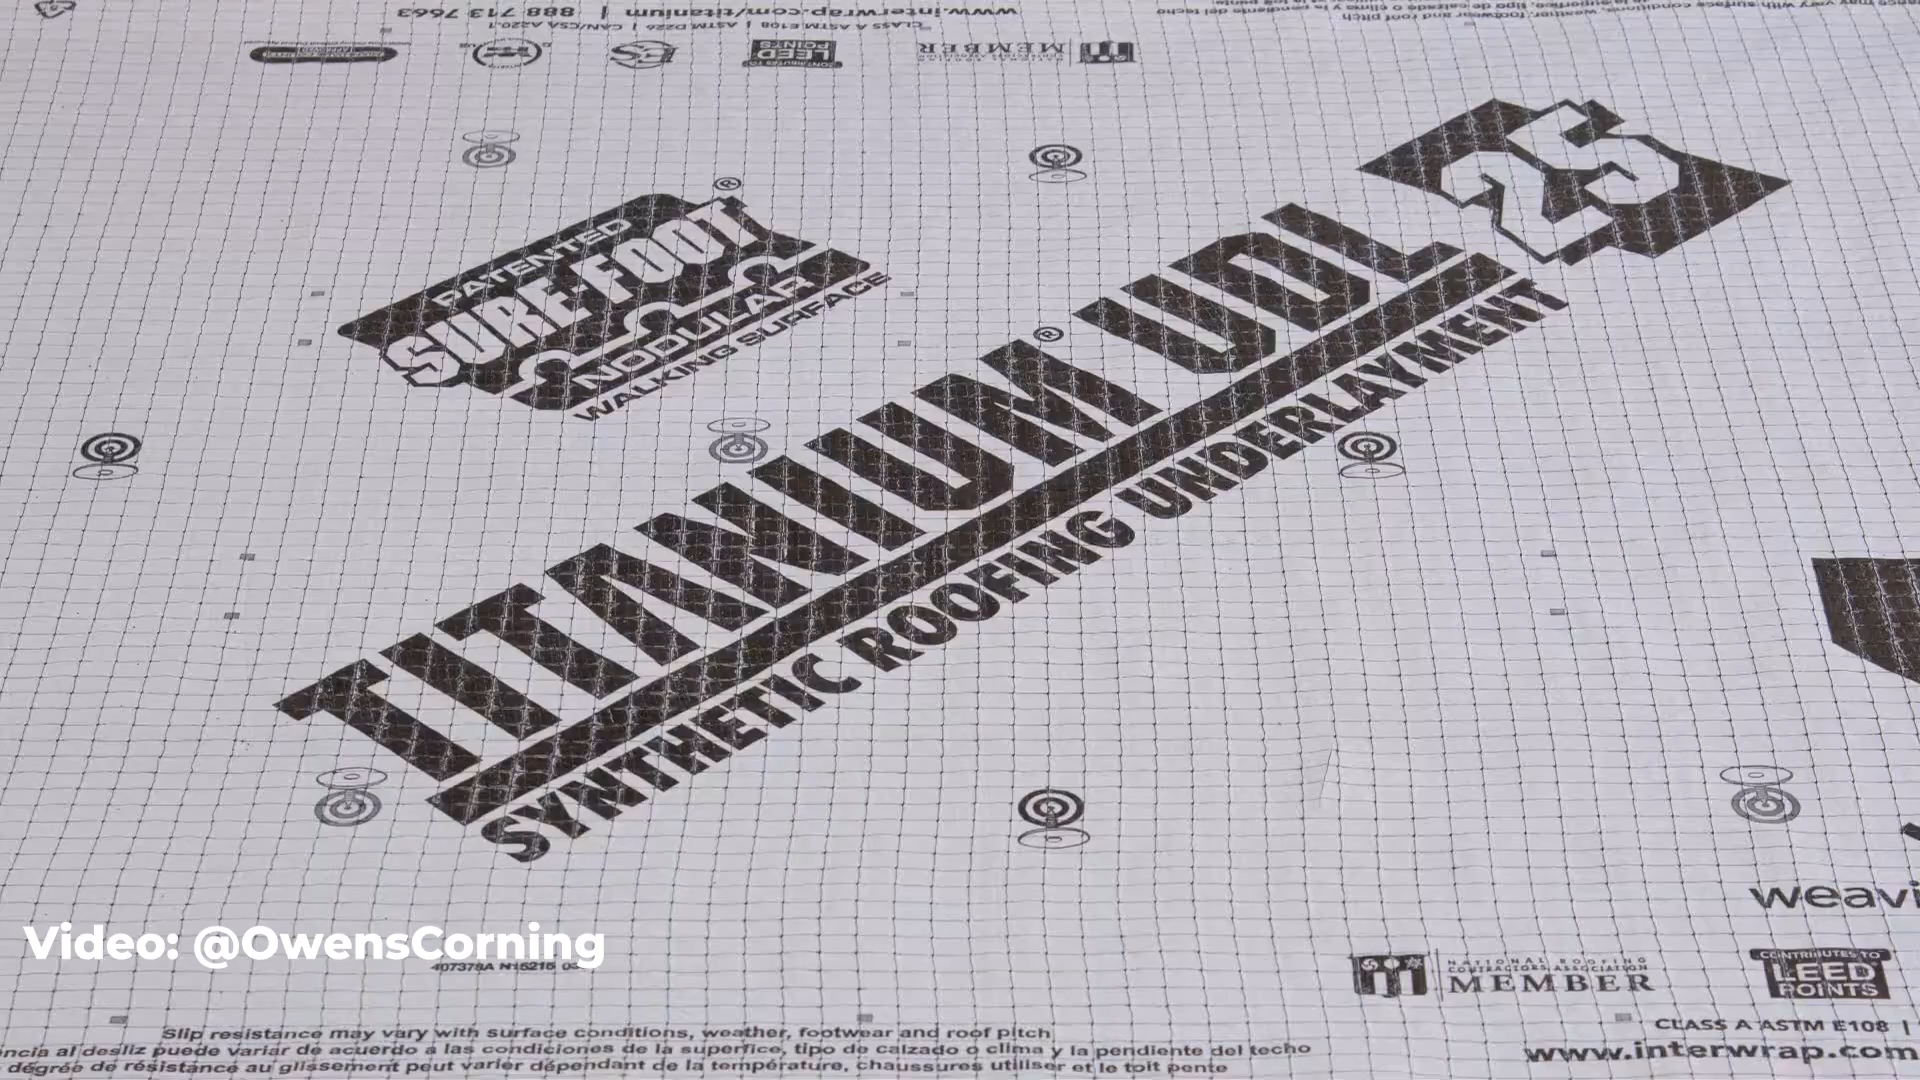 www.interwrap.com/titanium | 888 713 7663
CLASS A ASTM E108 | ASTM D226 | CAN/CSA A220.1
CONTRIBUTES TO
LEED
POINTS
MEMBER
PATENTED
SURE-FOOT®
NODULAR
WALKING SURFACE
TITANIUM® UDL 25
SYNTHETIC ROOFING UNDERLAYMENT
weavi
Video: @OwensCorning
NATIONAL ROOFING
CONTRACTORS ASSOCIATION
MEMBER
CONTRIBUTES TO
LEED
POINTS
Slip resistance may vary with surface conditions, weather, footwear and roof pitch
ncia al desliz puede variar de acuerdo a las condiciones de la superfice, tipo de calzado o clima y la pendiente del techo
dégrée de résistance au glissement peut varier dépendant de la température, chaussures utiliser et le toit pente
CLASS A ASTM E108 |
www.interwrap.com